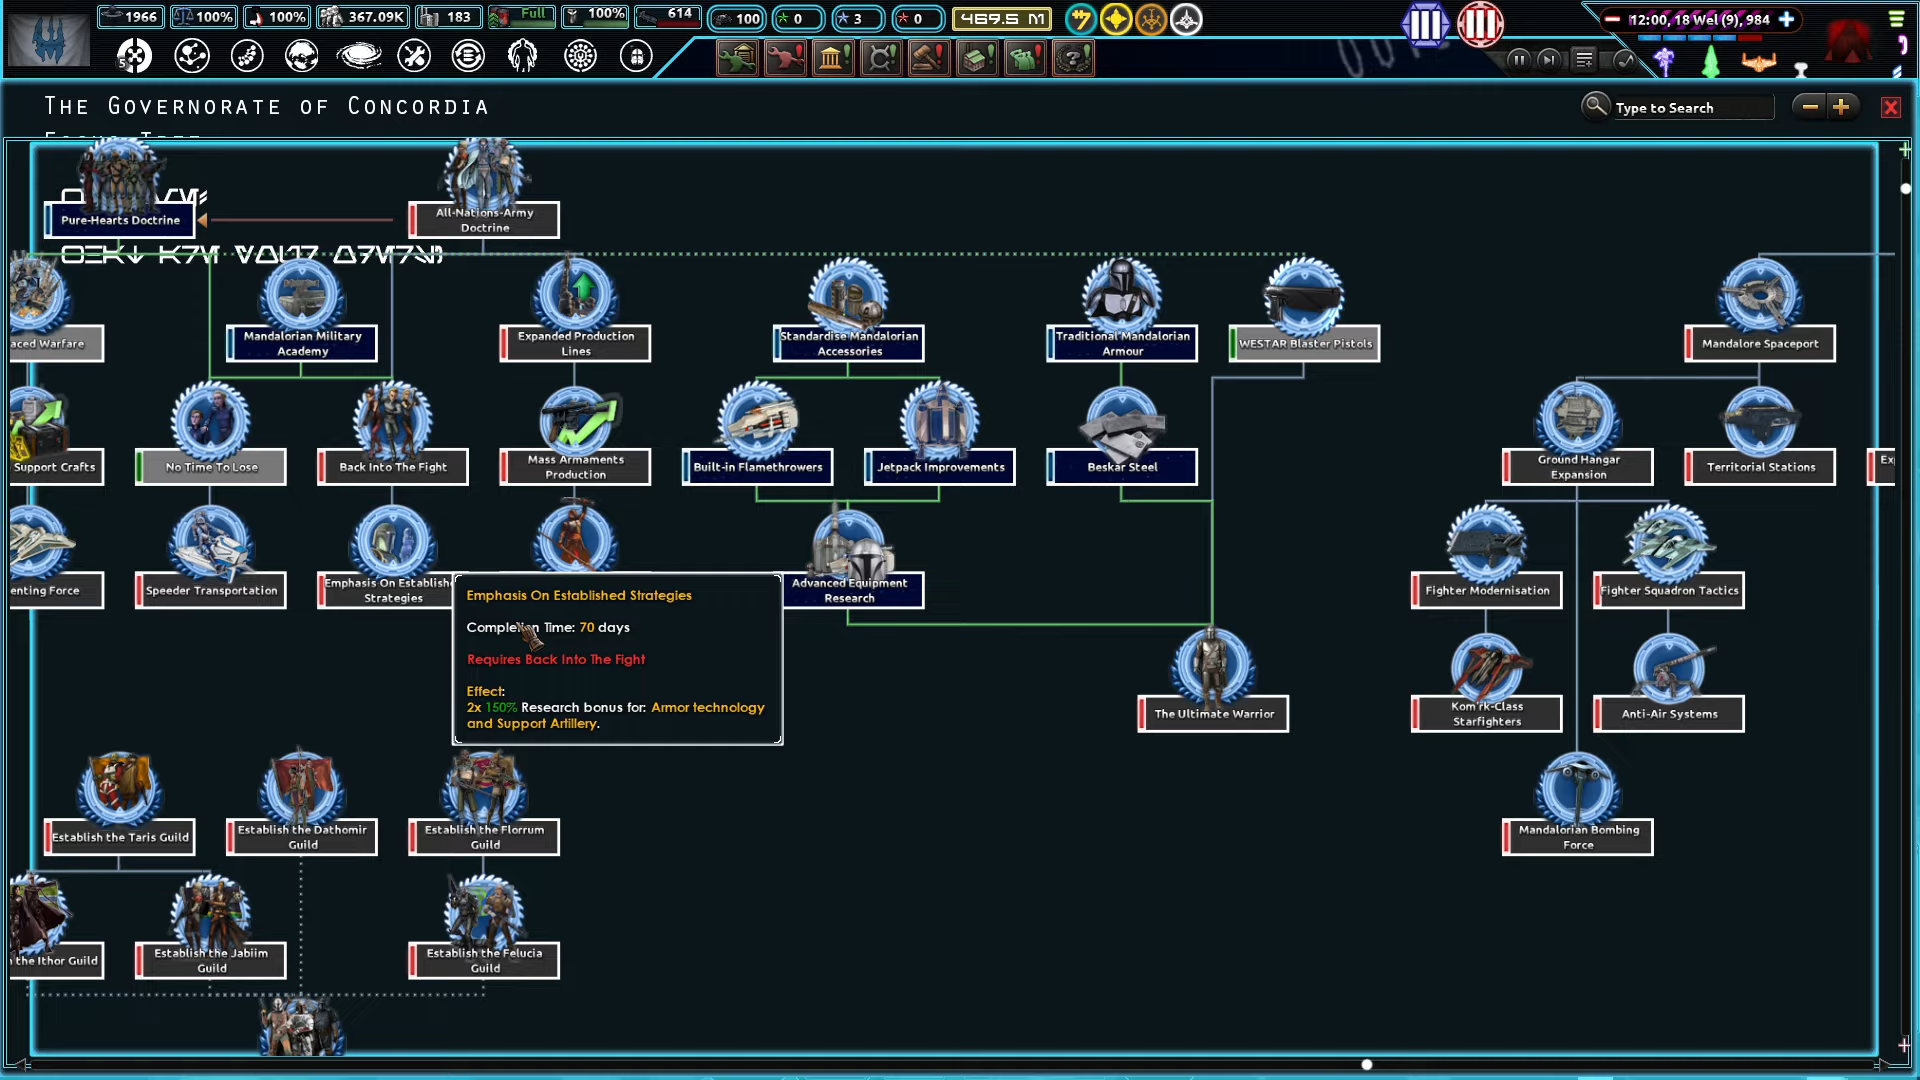 1966
100%
100%
367.09K
183
Full
100%
614
100
0
3
0
469.5 M
12:00, 18 Wel (9), 984
5
The Governorate of Concordia
Type to Search
Pure-Hearts Doctrine
All-Nations-Army
Doctrine
aced Warfare
Mandalorian Military
Academy
Expanded Production
Lines
Standardise Mandalorian
Accessories
Traditional Mandalorian
Armour
WESTAR Blaster Pistols
Mandalore Spaceport
Support Crafts
No Time To Lose
Back Into The Fight
Mass Armaments
Production
Built-in Flamethrowers
Jetpack Improvements
Beskar Steel
Ground Hangar
Expansion
Territorial Stations
enting Force
Speeder Transportation
Emphasis On Establishe
Strategies
Advanced Equipment
Research
Fighter Modernisation
Fighter Squadron Tactics
Emphasis On Established Strategies
Completion Time: 70 days
Requires Back Into The Fight
Effect:
2x 150% Research bonus for: Armor technology
and Support Artillery.
The Ultimate Warrior
Kom'rk-Class
Starfighters
Anti-Air Systems
Establish the Taris Guild
Establish the Dathomir
Guild
Establish the Florrum
Guild
Mandalorian Bombing
Force
n the Ithor Guild
Establish the Jabiim
Guild
Establish the Felucia
Guild